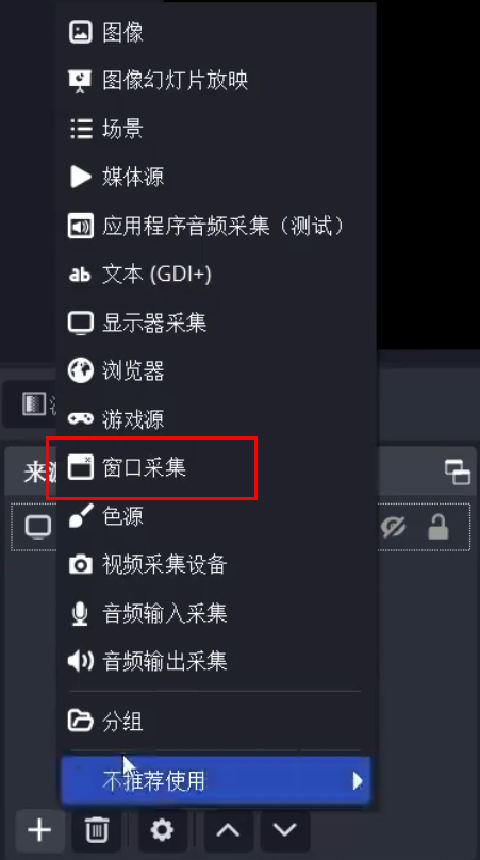 图像
图像幻灯片放映
场景
媒体源
应用程序音频采集（测试）
ab 文本 (GDI+)
显示器采集
浏览器
游戏源
来
窗口采集
色源
视频采集设备
音频输入采集
音频输出采集
分组
不推荐使用